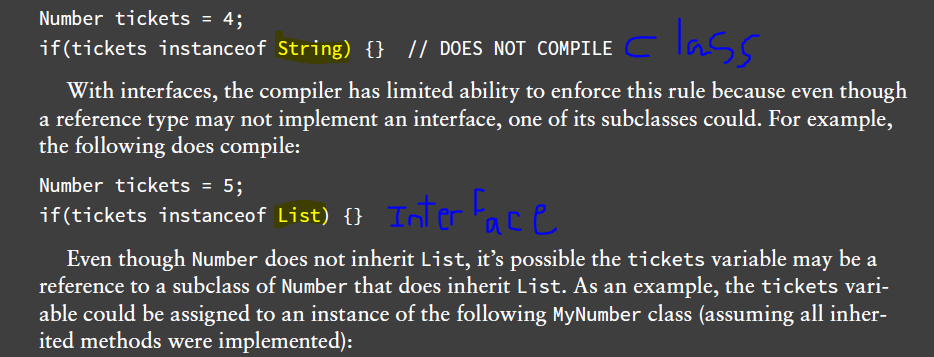 Number tickets = 4;
if(tickets instanceof String) {}  // DOES NOT COMPILE class
With interfaces, the compiler has limited ability to enforce this rule because even though
a reference type may not implement an interface, one of its subclasses could. For example,
the following does compile:
Number tickets = 5;
if(tickets instanceof List) {} Interface
Even though Number does not inherit List, it’s possible the tickets variable may be a
reference to a subclass of Number that does inherit List. As an example, the tickets vari-
able could be assigned to an instance of the following MyNumber class (assuming all inher-
ited methods were implemented):